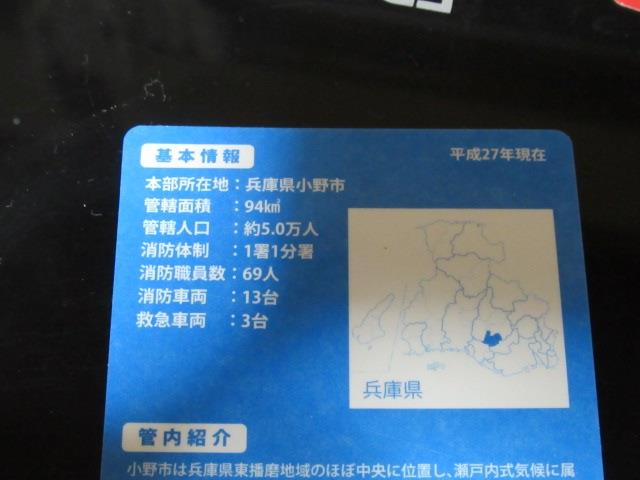 基本情報
平成27年現在
本部所在地：兵庫県小野市
管轄面積：94k㎡
管轄人口：約5.0万人
消防体制：1署1分署
消防職員数：69人
消防車両：13台
救急車両：3台
兵庫県
管内紹介
小野市は兵庫県東播磨地域のほぼ中央に位置し、瀬戸内式気候に属